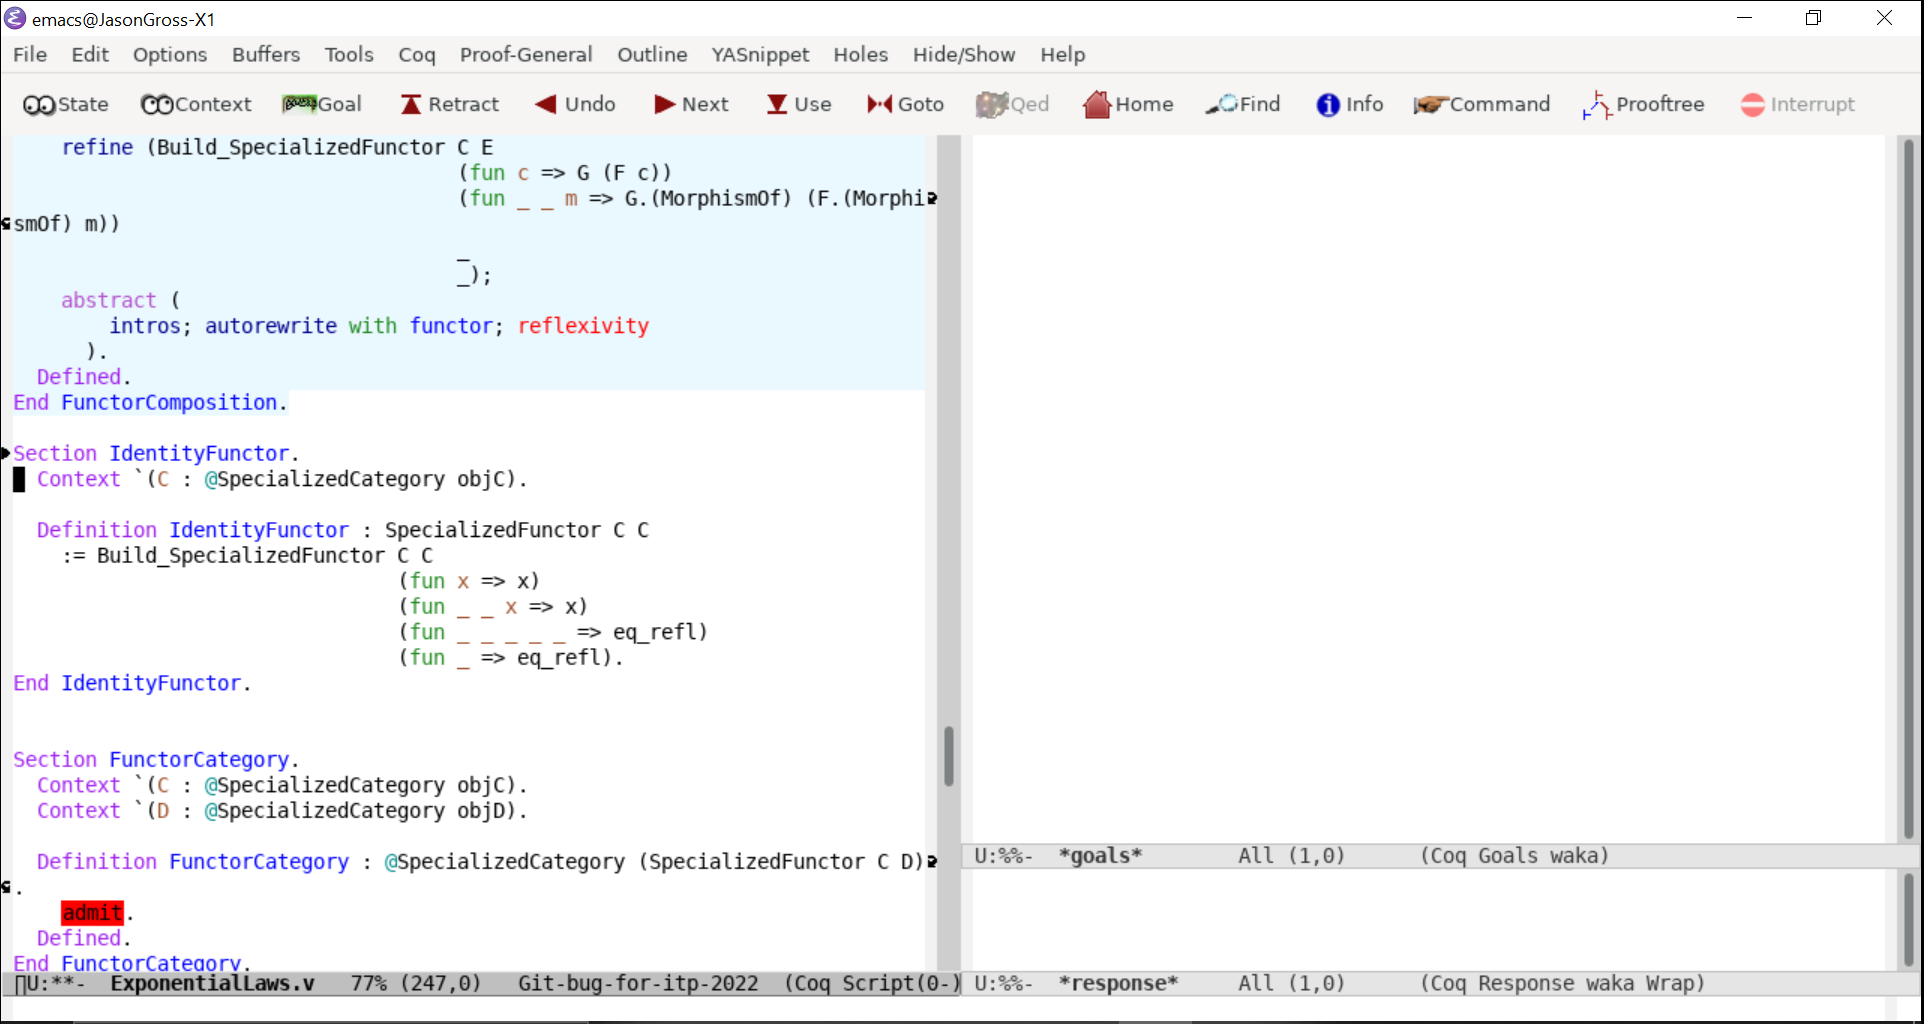 emacs@JasonGross-X1
File Edit Options Buffers Tools Coq Proof-General Outline YASnippet Holes Hide/Show Help
State Context Goal Retract Undo Next Use Goto Qed Home Find Info Command Prooftree Interrupt
refine (Build_SpecializedFunctor C E
(fun c => G (F c))
(fun _ _ m => G.(MorphismOf) (F.(Morphi
smOf) m))
_
_);
abstract (
intros; autorewrite with functor; reflexivity
).
Defined.
End FunctorComposition.
Section IdentityFunctor.
Context `(C : @SpecializedCategory objC).
Definition IdentityFunctor : SpecializedFunctor C C
:= Build_SpecializedFunctor C C
(fun x => x)
(fun _ _ x => x)
(fun _ _ _ _ _ => eq_refl)
(fun _ => eq_refl).
End IdentityFunctor.
Section FunctorCategory.
Context `(C : @SpecializedCategory objC).
Context `(D : @SpecializedCategory objD).
Definition FunctorCategory : @SpecializedCategory (SpecializedFunctor C D)
.
admit.
Defined.
End FunctorCategory.
U:**-  ExponentialLaws.v   77% (247,0)   Git-bug-for-itp-2022  (Coq Script(0-)
U:%%-  *goals*        All (1,0)      (Coq Goals waka)
U:%%-  *response*     All (1,0)      (Coq Response waka Wrap)